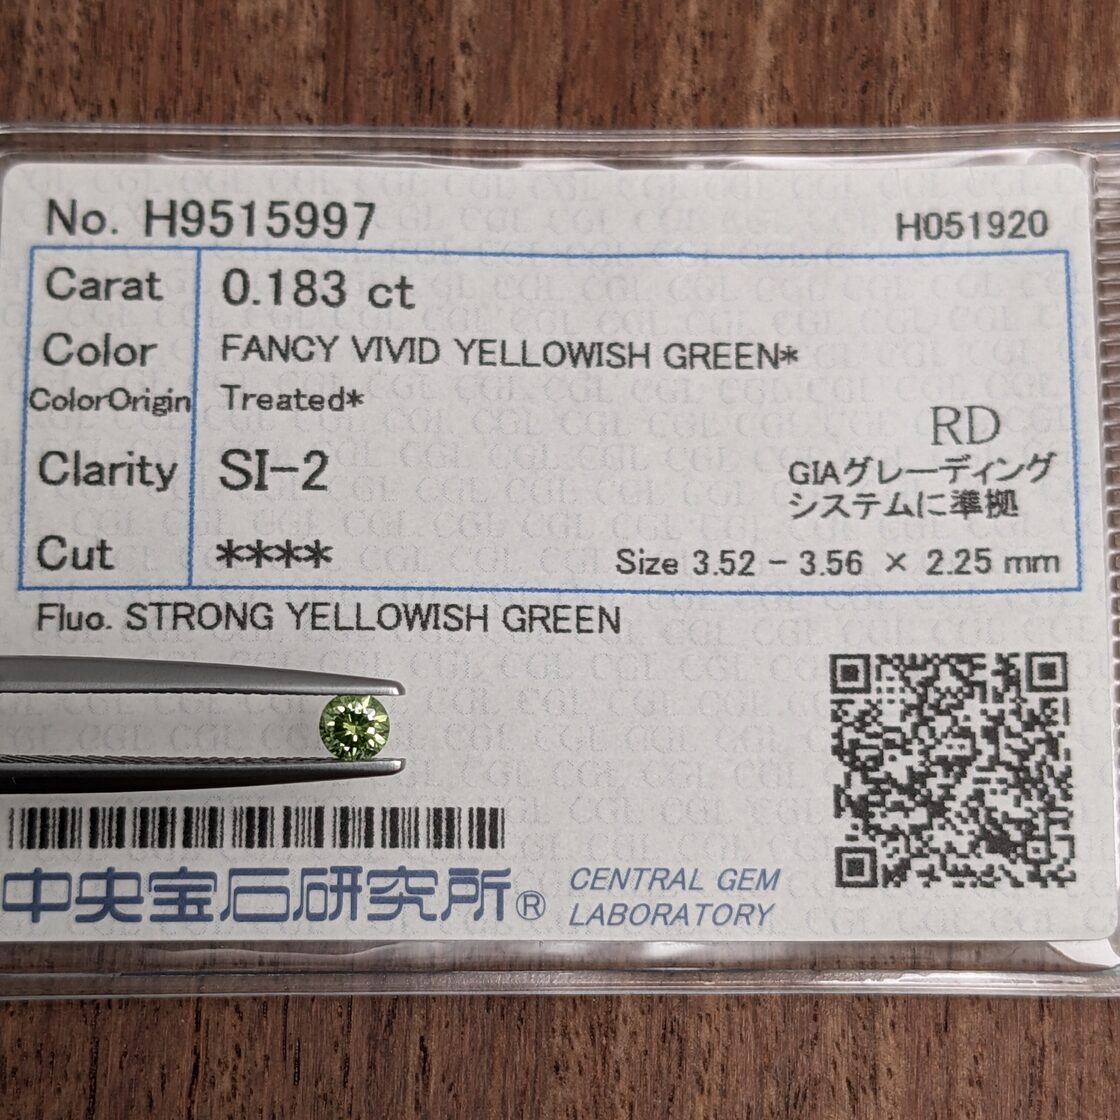 No. H9515997 H051920
Carat 0.183 ct
Color FANCY VIVID YELLOWISH GREEN*
ColorOrigin Treated*
RD
Clarity SI-2 GIAグレーディング
システムに準拠
Cut **** Size 3.52 - 3.56 × 2.25 mm
Fluo. STRONG YELLOWISH GREEN
中央宝石研究所® CENTRAL GEM
LABORATORY